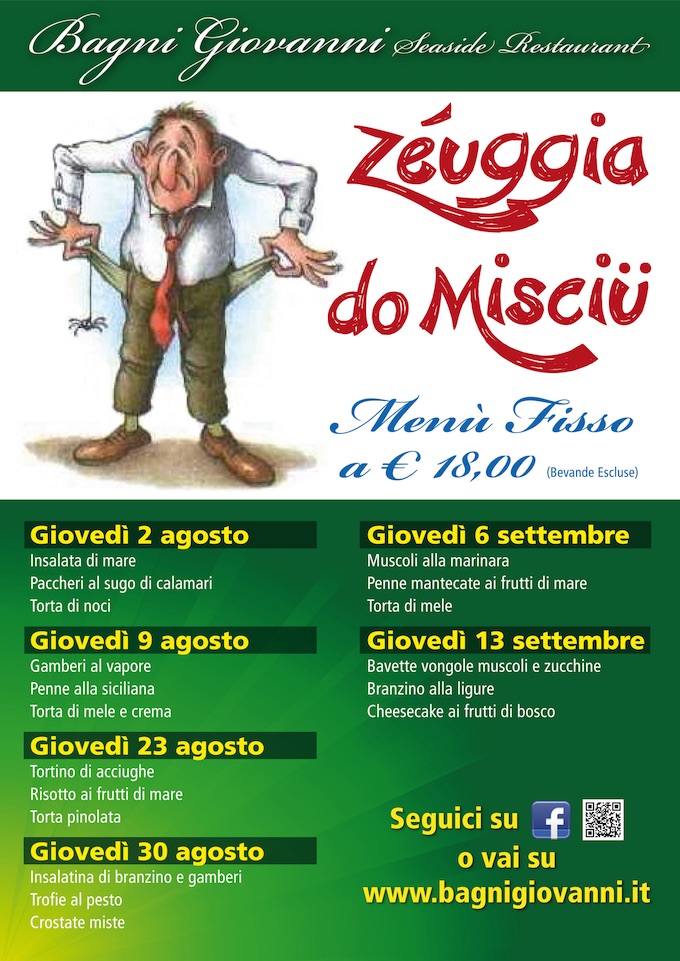 Bagni Giovanni Seaside Restaurant
Zéuggia
do Misciü
Menù Fisso
a € 18,00 (Bevande Escluse)
Giovedì 2 agosto
Insalata di mare
Paccheri al sugo di calamari
Torta di noci
Giovedì 9 agosto
Gamberi al vapore
Penne alla siciliana
Torta di mele e crema
Giovedì 23 agosto
Tortino di acciughe
Risotto ai frutti di mare
Torta pinolata
Giovedì 30 agosto
Insalatina di branzino e gamberi
Trofie al pesto
Crostate miste
Giovedì 6 settembre
Muscoli alla marinara
Penne mantecate ai frutti di mare
Torta di mele
Giovedì 13 settembre
Bavette vongole muscoli e zucchine
Branzino alla ligure
Cheesecake ai frutti di bosco
Seguici su f
o vai su
www.bagnigiovanni.it